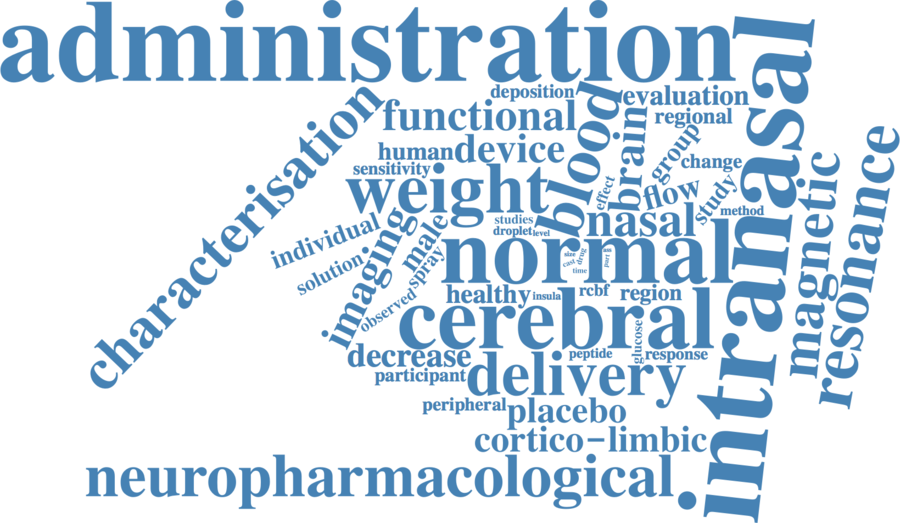 administration
deposition
evaluation
functional
blood
regional
characterisation
human
device
brain
group
change
sensitivity
weight
effect
flow
study
intranasal
magnetic
resonance
individual
studies
nasal
method
droplet
level
imaging
male
spray
solution
normal
size
drug
cast
time
part
observed
healthy
insula
rcbf
region
cerebral
glucose
decrease
peptide
response
participant
delivery
peripheral
placebo
cortico-limbic
neuropharmacological